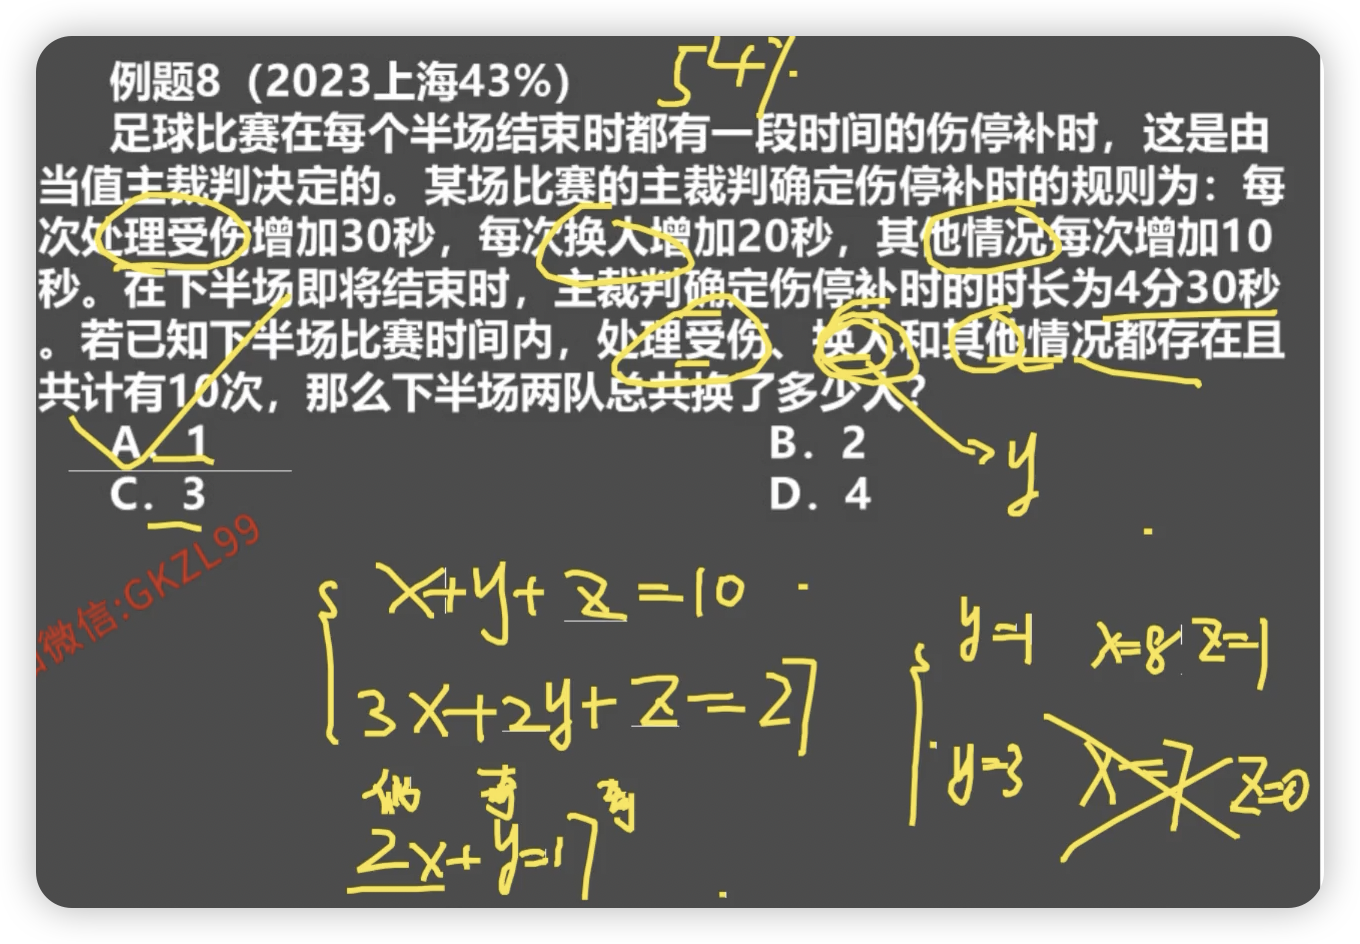 54%
例题8（2023上海43%）
足球比赛在每个半场结束时都有一段时间的伤停补时，这是由
当值主裁判决定的。某场比赛的主裁判确定伤停补时的规则为：每
次处理受伤增加30秒，每次换人增加20秒，其他情况每次增加10
秒。在下半场即将结束时，主裁判确定伤停补时的时长为4分30秒
。若已知下半场比赛时间内，处理受伤、换人和其他情况都存在且
共计有10次，那么下半场两队总共换了多少人？
A．1
B．2
C．3
D．4
y
微信:GKZL99
x+y+z=10
3x+2y+z=27
偶 奇 奇
2x+y=17
y=1 x=8 z=1
y=3 x=7 z=0